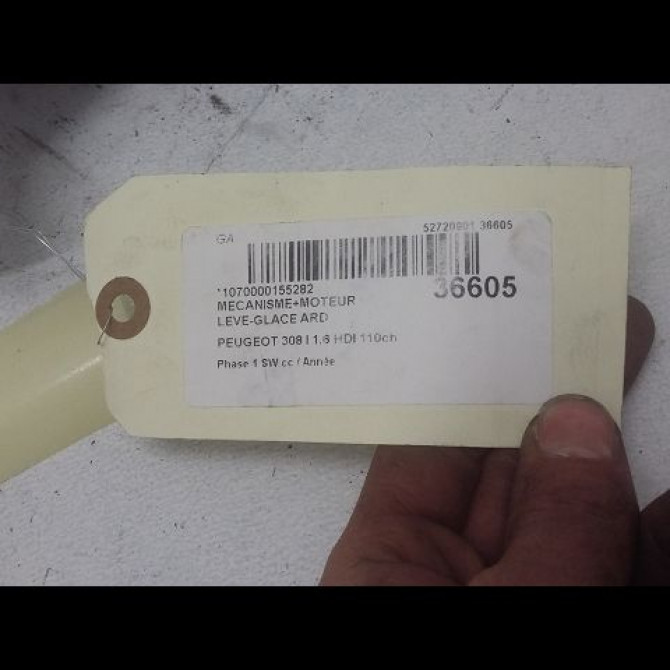 GA 52720901 36605
*1070000155282
36605
MECANISME+MOTEUR
LEVE-GLACE ARD
PEUGEOT 308 I 1,6 HDI 110ch
Phase 1 SW cc / Année